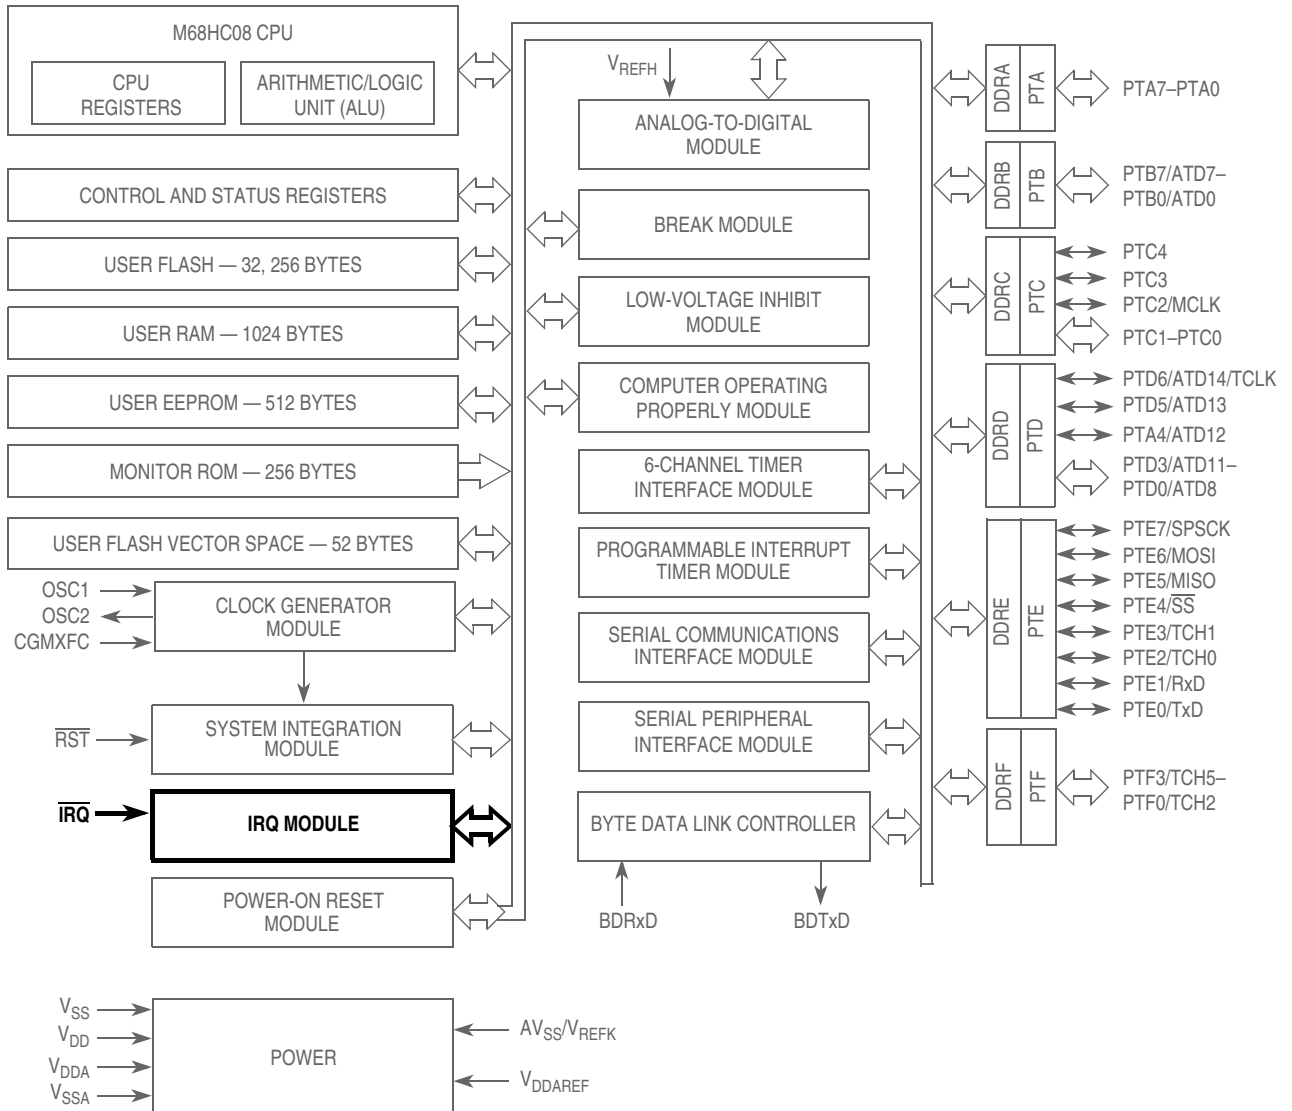 M68HC08 CPU
CPU
REGISTERS
ARITHMETIC/LOGIC
UNIT (ALU)
CONTROL AND STATUS REGISTERS
USER FLASH — 32, 256 BYTES
USER RAM — 1024 BYTES
USER EEPROM — 512 BYTES
MONITOR ROM — 256 BYTES
USER FLASH VECTOR SPACE — 52 BYTES
OSC1
OSC2
CGMXFC
CLOCK GENERATOR
MODULE
RST
SYSTEM INTEGRATION
MODULE
IRQ
IRQ MODULE
POWER-ON RESET
MODULE
VSS
VDD
VDDA
VSSA
POWER
AVSS/VREFK
VDDAREF
VREFH
ANALOG-TO-DIGITAL
MODULE
BREAK MODULE
LOW-VOLTAGE INHIBIT
MODULE
COMPUTER OPERATING
PROPERLY MODULE
6-CHANNEL TIMER
INTERFACE MODULE
PROGRAMMABLE INTERRUPT
TIMER MODULE
SERIAL COMMUNICATIONS
INTERFACE MODULE
SERIAL PERIPHERAL
INTERFACE MODULE
BYTE DATA LINK CONTROLLER
BDRxD
BDTxD
DDRA
PTA
PTA7–PTA0
DDRB
PTB
PTB7/ATD7–
PTB0/ATD0
DDRC
PTC
PTC4
PTC3
PTC2/MCLK
PTC1–PTC0
DDRD
PTD
PTD6/ATD14/TCLK
PTD5/ATD13
PTA4/ATD12
PTD3/ATD11–
PTD0/ATD8
DDRE
PTE
PTE7/SPSCK
PTE6/MOSI
PTE5/MISO
PTE4/SS
PTE3/TCH1
PTE2/TCH0
PTE1/RxD
PTE0/TxD
DDRF
PTF
PTF3/TCH5–
PTF0/TCH2